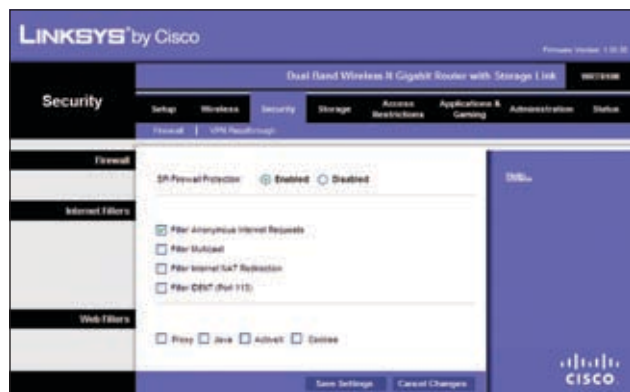 LINKSYS® by Cisco
Dual Band Wireless-N Gigabit Router with Storage Link
Security
Setup
Wireless
Security
Storage
Access Restrictions
Applications & Gaming
Administration
Status
Firewall | VPN Passthrough
Firewall
SPI Firewall Protection Enabled Disabled
Help...
Internet Filters
Filter Anonymous Internet Requests
Filter Multicast
Filter Internet NAT Redirection
Filter IDENT (Port 113)
Web Filters
Proxy Java ActiveX Cookies
Save Settings Cancel Changes
CISCO